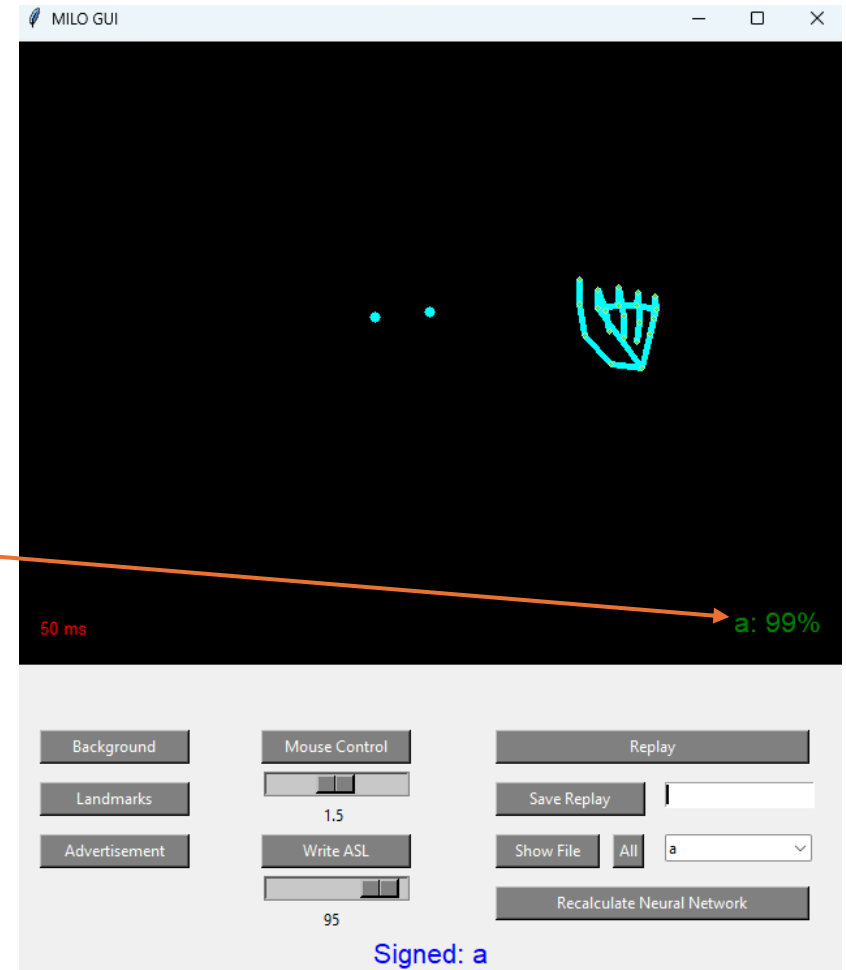 MILO GUI
50 ms
a: 99%
Background
Mouse Control
Replay
Landmarks
1.5
Save Replay
Advertisement
Write ASL
Show File
All
a
95
Recalculate Neural Network
Signed: a